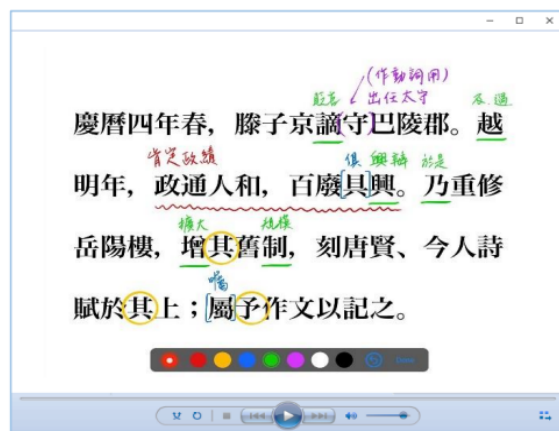 (作動詞用)
貶官 出任太守 及.過
慶曆四年春，滕子京謫守巴陵郡。越
肯定政績 俱 興辦 於是
明年，政通人和，百廢具興。乃重修
擴大 規模
岳陽樓，增其舊制，刻唐賢、今人詩
囑
賦於其上；屬予作文以記之。